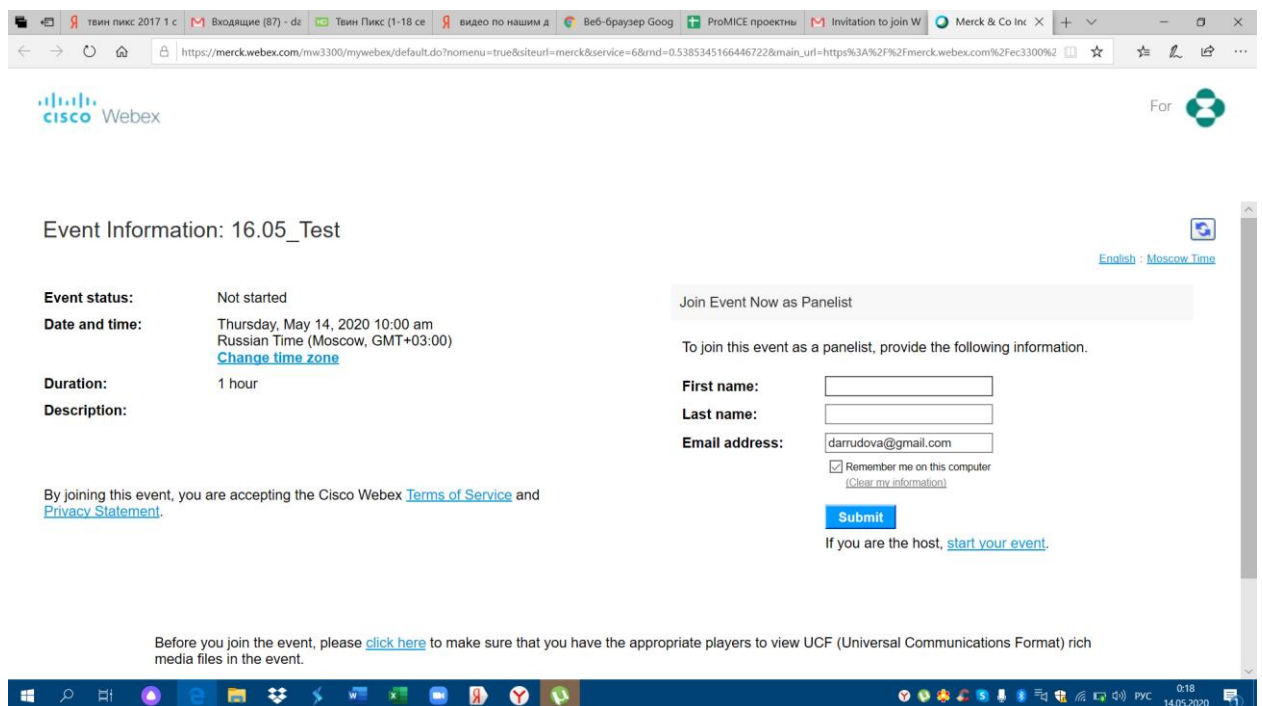 твин пикс 2017 1 с
Входящие (87) - da
Твин Пикс (1-18 се
видео по нашим д
Веб-браузер Goog
ProMICE проектны
Invitation to join W
Merck & Co Inc
https://merck.webex.com/mw3300/mywebex/default.do?nomenu=true&siteurl=merck&service=6&rnd=0.5385345166446722&main_url=https%3A%2F%2Fmerck.webex.com%2Fec3300%2
cisco Webex
For
Event Information: 16.05_Test
English : Moscow Time
Event status: Not started
Date and time: Thursday, May 14, 2020 10:00 am
Russian Time (Moscow, GMT+03:00)
Change time zone
Duration: 1 hour
Description:
By joining this event, you are accepting the Cisco Webex Terms of Service and
Privacy Statement.
Join Event Now as Panelist
To join this event as a panelist, provide the following information.
First name:
Last name:
Email address: darrudova@gmail.com
Remember me on this computer
(Clear my information)
Submit
If you are the host, start your event.
Before you join the event, please click here to make sure that you have the appropriate players to view UCF (Universal Communications Format) rich
media files in the event.
РУС
0:18
14.05.2020